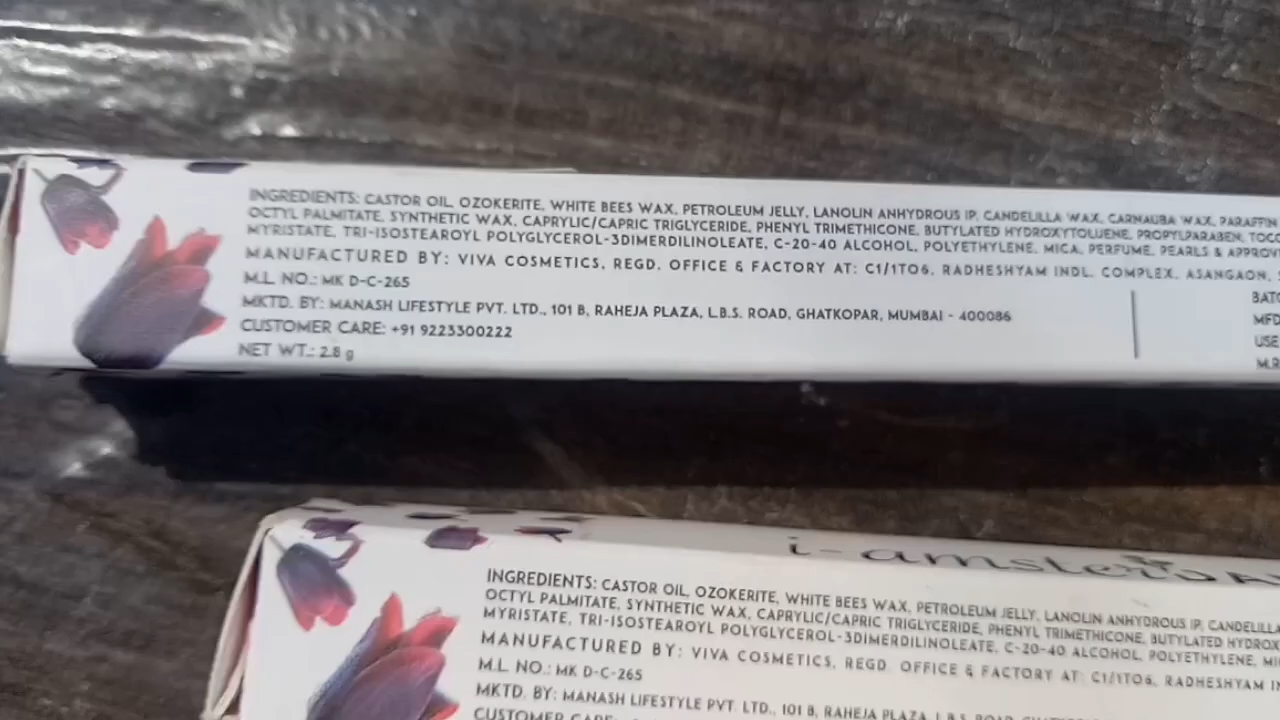 INGREDIENTS: CASTOR OIL, OZOKERITE, WHITE BEES WAX, PETROLEUM JELLY, LANOLIN ANHYDROUS IP, CANDELILLA WAX, CARNAUBA WAX, PARAFFIN
OCTYL PALMITATE, SYNTHETIC WAX, CAPRYLIC/CAPRIC TRIGLYCERIDE, PHENYL TRIMETHICONE, BUTYLATED HYDROXYTOLUENE, PROPYLPARABEN,
MYRISTATE, TRI-ISOSTEAROYL POLYGLYCEROL-3DIMERDILINOLEATE, C-20-40 ALCOHOL, POLYETHYLENE, MICA, PERFUME, PEARLS &
MANUFACTURED BY: VIVA COSMETICS, REGD. OFFICE & FACTORY AT: C1/1TO6, RADHESHYAM INDL. COMPLEX, ASANGAON,
M.L. NO.: MK D-C-265
MKTD. BY: MANASH LIFESTYLE PVT. LTD., 101 B, RAHEJA PLAZA, L.B.S. ROAD, GHATKOPAR, MUMBAI - 400086
CUSTOMER CARE: +91 9223300222
NET WT.: 2.8 g
MFD
USE
i-amster
INGREDIENTS: CASTOR OIL, OZOKERITE, WHITE BEES WAX, PETROLEUM JELLY, LANOLIN ANHYDROUS IP, CANDELILLA
OCTYL PALMITATE, SYNTHETIC WAX, CAPRYLIC/CAPRIC TRIGLYCERIDE, PHENYL TRIMETHICONE, BUTYLATED
MYRISTATE, TRI-ISOSTEAROYL POLYGLYCEROL-3DIMERDILINOLEATE, C-20-40 ALCOHOL, POLYETHYLENE,
MANUFACTURED BY: VIVA COSMETICS, REGD. OFFICE & FACTORY AT: C1/1TO6, RADHESHYAM
M.L. NO.: MK D-C-265
MKTD. BY: MANASH LIFESTYLE PVT. LTD., 101 B, RAHEJA PLAZA,
CUSTOMER CARE: